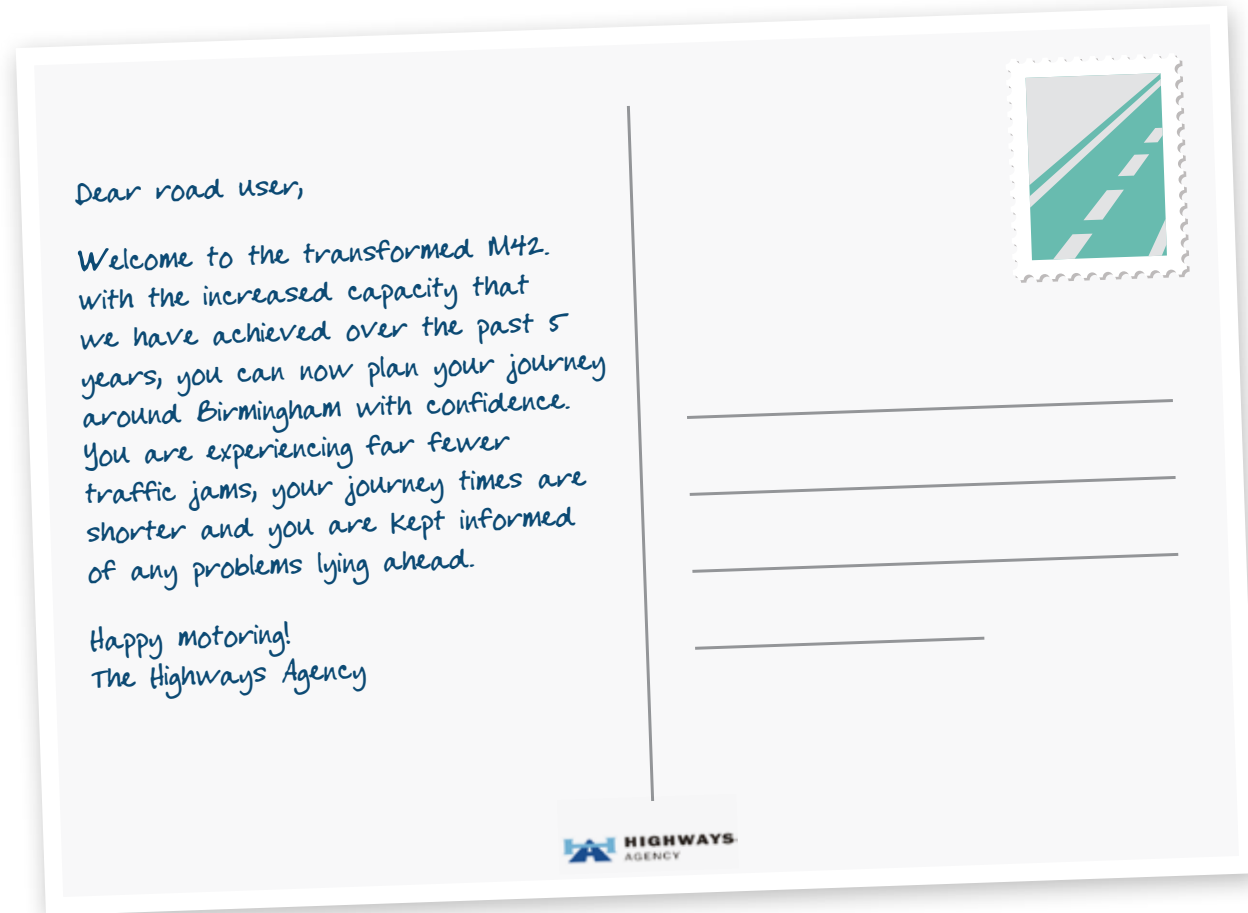 Dear road user,
Welcome to the transformed M42.
with the increased capacity that
we have achieved over the past 5
years, you can now plan your journey
around Birmingham with confidence.
You are experiencing far fewer
traffic jams, your journey times are
shorter and you are kept informed
of any problems lying ahead.
Happy motoring!
The Highways Agency
HIGHWAYS
AGENCY